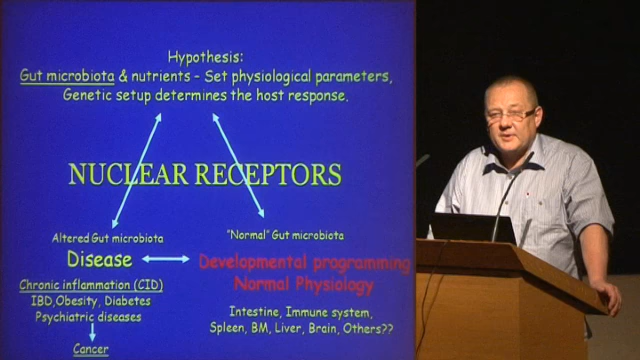 Hypothesis:
Gut microbiota & nutrients – Set physiological parameters,
Genetic setup determines the host response.
NUCLEAR RECEPTORS
Altered Gut microbiota
Disease
Chronic inflammation (CID)
IBD,Obesity, Diabetes
Psychiatric diseases
Cancer
"Normal" Gut microbiota
Developmental programming
Normal Physiology
Intestine, Immune system,
Spleen, BM, Liver, Brain, Others??